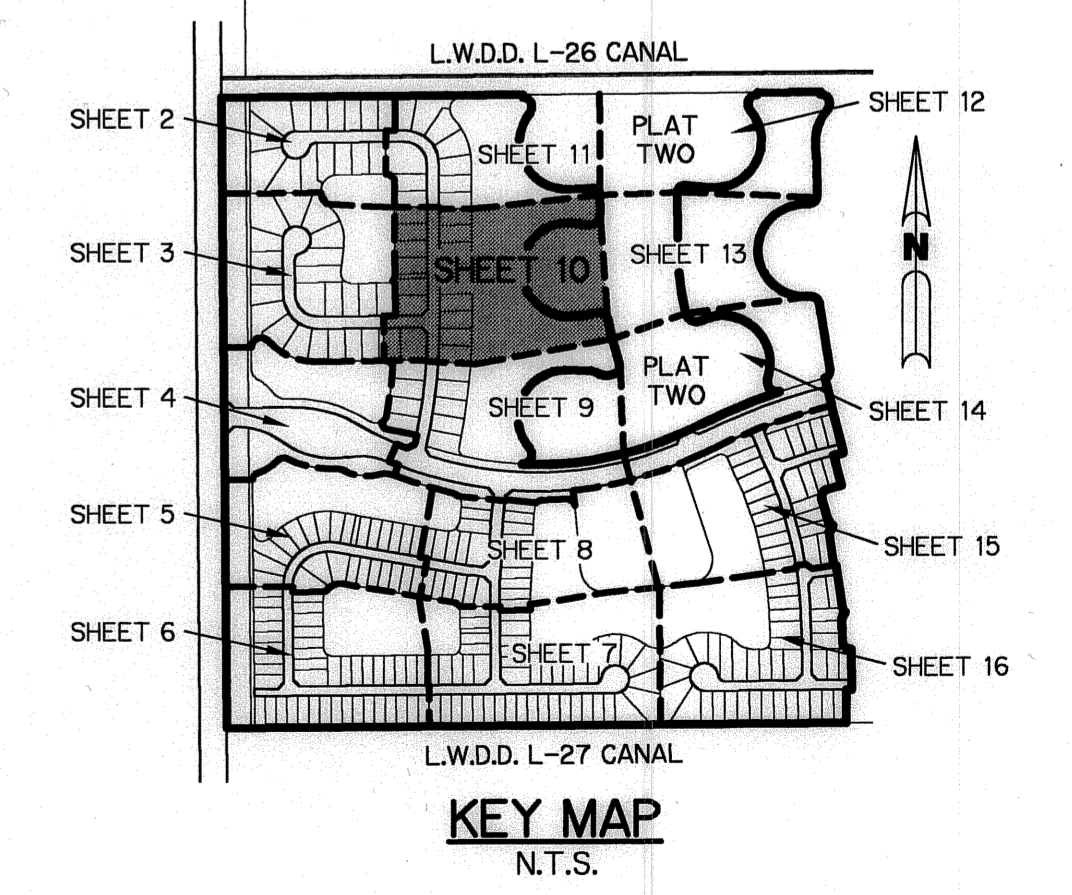 L.W.D.D. L-26 CANAL
SHEET 2
SHEET 12
PLAT
TWO
SHEET 11
SHEET 3
SHEET 13
N
SHEET 10
PLAT
TWO
SHEET 4
SHEET 9
SHEET 14
SHEET 5
SHEET 8
SHEET 15
SHEET 6
SHEET 7
SHEET 16
L.W.D.D. L-27 CANAL
KEY MAP
N.T.S.